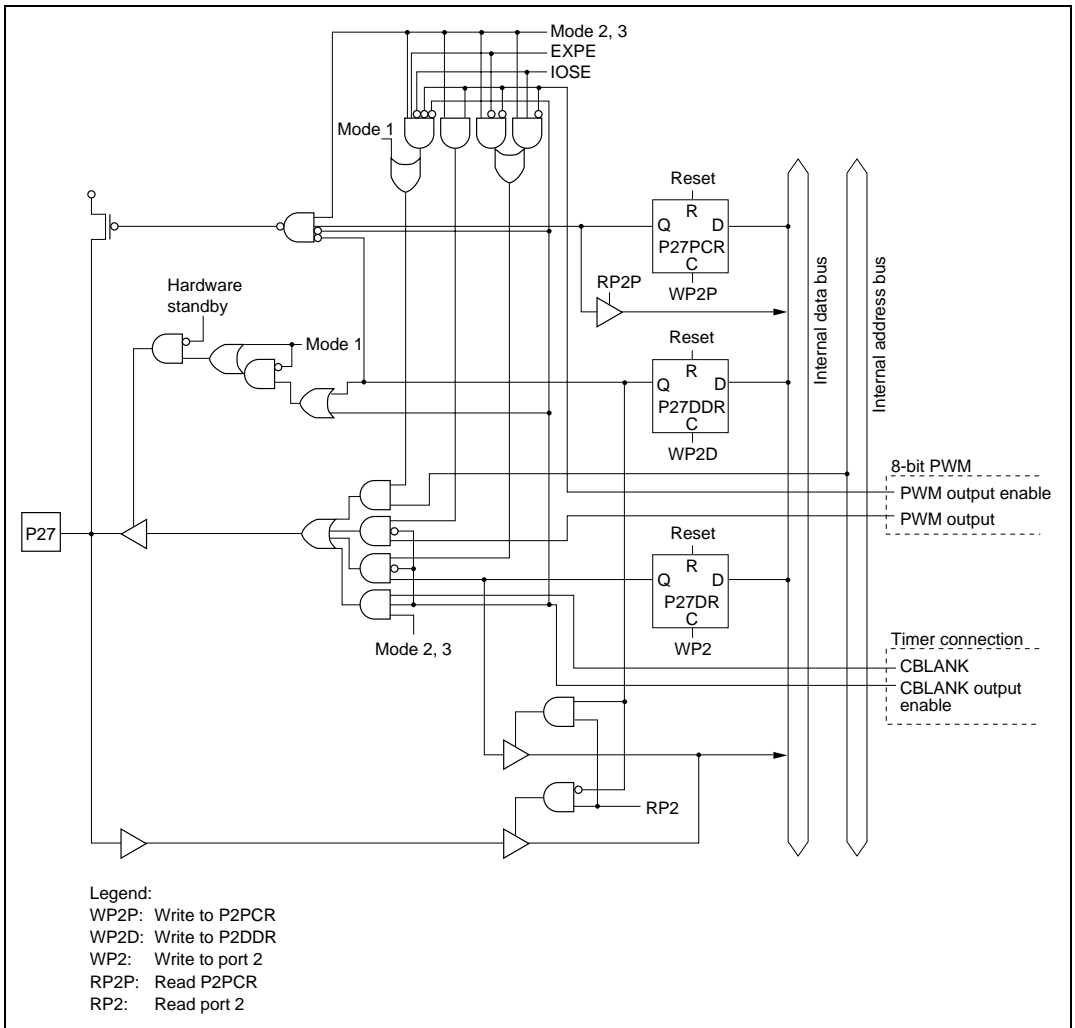 Mode 2, 3
EXPE
IOSE
Mode 1
Reset
R
Q D
P27PCR
C
WP2P
RP2P
Hardware
standby
Mode 1
Reset
R
Q D
P27DDR
C
WP2D
Internal data bus
Internal address bus
8-bit PWM
PWM output enable
PWM output
P27
Reset
R
Q D
P27DR
C
WP2
Mode 2, 3
Timer connection
CBLANK
CBLANK output
enable
RP2
Legend:
WP2P: Write to P2PCR
WP2D: Write to P2DDR
WP2: Write to port 2
RP2P: Read P2PCR
RP2: Read port 2